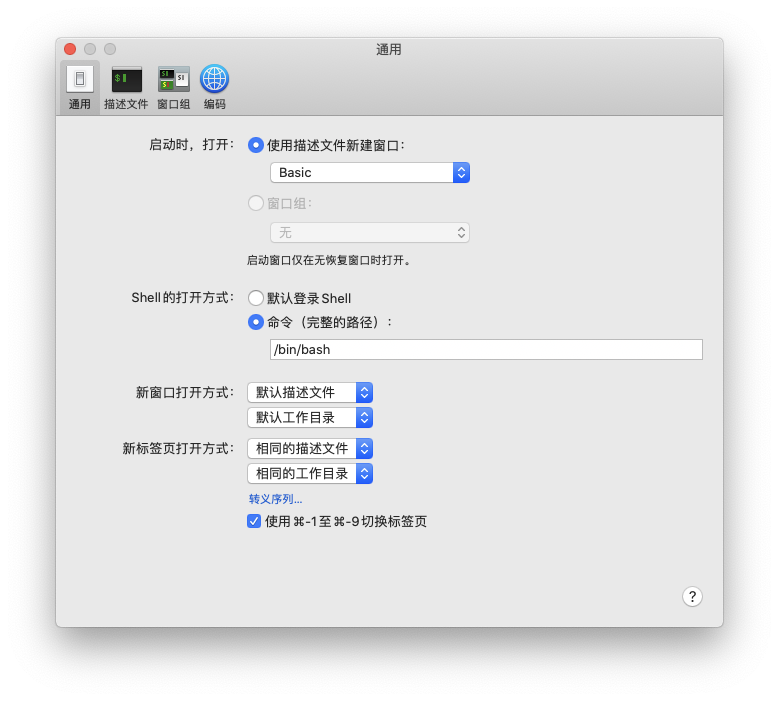 通用
通用 描述文件 窗口组 编码
启动时，打开： 使用描述文件新建窗口：
Basic
窗口组：
无
启动窗口仅在无恢复窗口时打开。
Shell的打开方式： 默认登录 Shell
命令（完整的路径）：
/bin/bash
新窗口打开方式： 默认描述文件
默认工作目录
新标签页打开方式： 相同的描述文件
相同的工作目录
转义序列...
使用⌘-1至⌘-9切换标签页
?